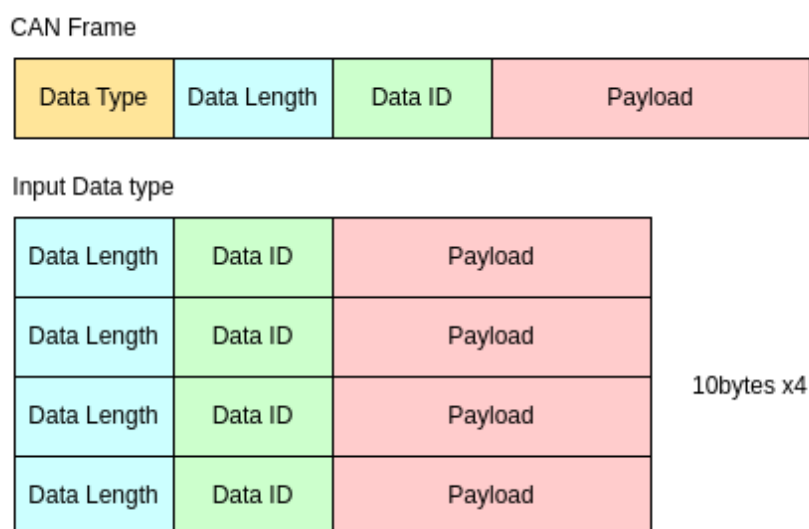 CAN Frame
Data Type Data Length Data ID Payload
Input Data type
Data Length Data ID Payload
Data Length Data ID Payload
10bytes x4
Data Length Data ID Payload
Data Length Data ID Payload